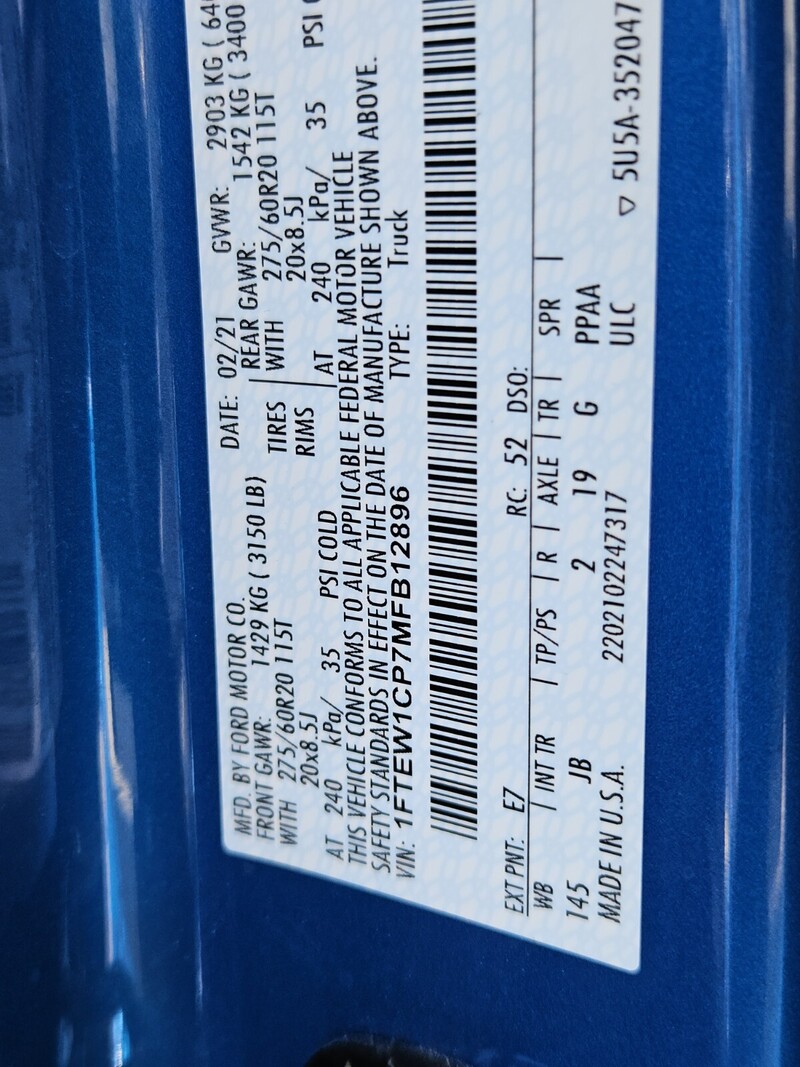 MFD. BY FORD MOTOR CO. DATE: 02/21 GVWR: 2903 KG (
FRONT GAWR: 1429 KG ( 3150 LB) REAR GAWR: 1542 KG ( 3400
WITH 275/60R20 115T TIRES WITH 275/60R20 115T
20x8.5J RIMS 20x8.5J
AT 240 kPa/ 35 PSI COLD AT 240 kPa/ 35 PSI
THIS VEHICLE CONFORMS TO ALL APPLICABLE FEDERAL MOTOR VEHICLE
SAFETY STANDARDS IN EFFECT ON THE DATE OF MANUFACTURE SHOWN ABOVE.
VIN: 1FTEW1CP7MFB12896 TYPE: Truck
EXT PNT: E7 RC: 52 DSO:
WB | INT TR | TP/PS | R | AXLE | TR | SPR |
145 JB 2 19 G PPAA
MADE IN U.S.A. 2202102247317 ULC
▽ 5U5A-352047